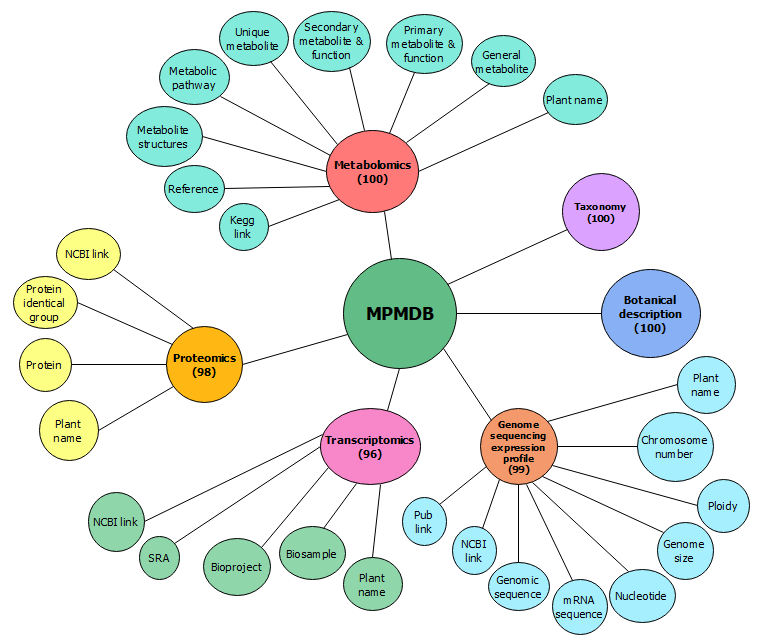 Unique
metabolite
Secondary
metabolite &
function
Primary
metabolite &
function
General
metabolite
Metabolic
pathway
Plant name
Metabolite
structures
Metabolomics
(100)
Reference
Kegg
link
Taxonomy
(100)
NCBI link
Protein
identical
group
MPMDB
Botanical
description
(100)
Proteomics
(98)
Protein
Plant
name
Plant
name
Transcriptomics
(96)
Genome
sequencing
expression
profile
(99)
Chromosome
number
NCBI link
SRA
Bioproject
Biosample
Plant
name
Pub
link
NCBI
link
Genomic
sequence
mRNA
sequence
Nucleotide
Genome
size
Ploidy